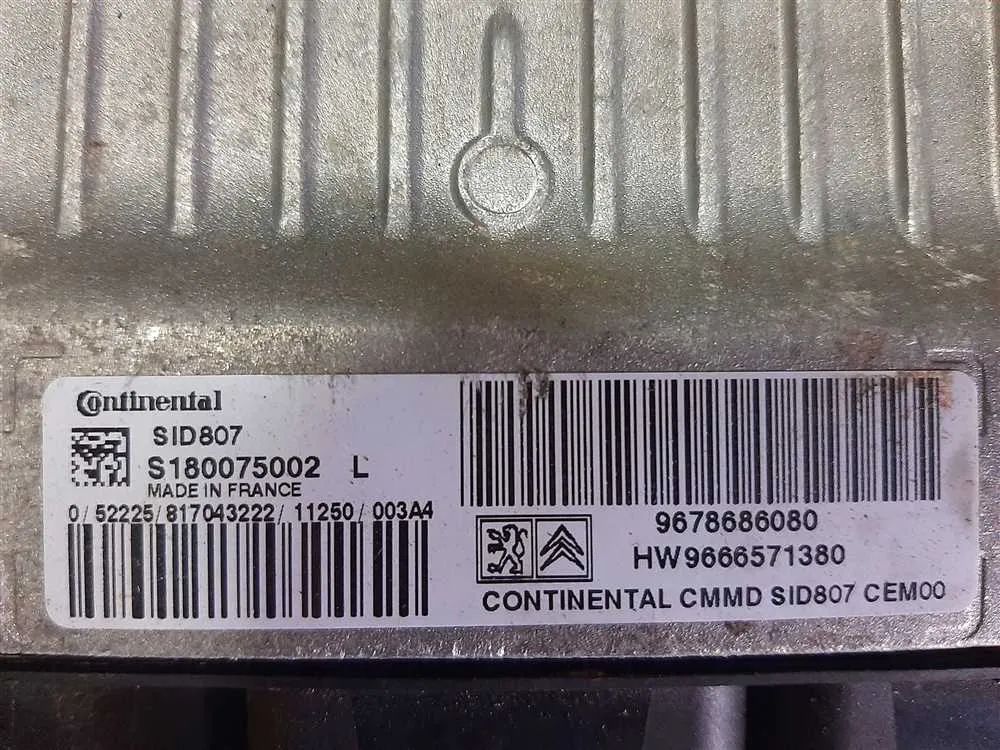 Continental
SID807
S180075002 L
MADE IN FRANCE
0/52225/817043222/11250/003A4
9678686080
HW9666571380
CONTINENTAL CMMD SID807 CEM00